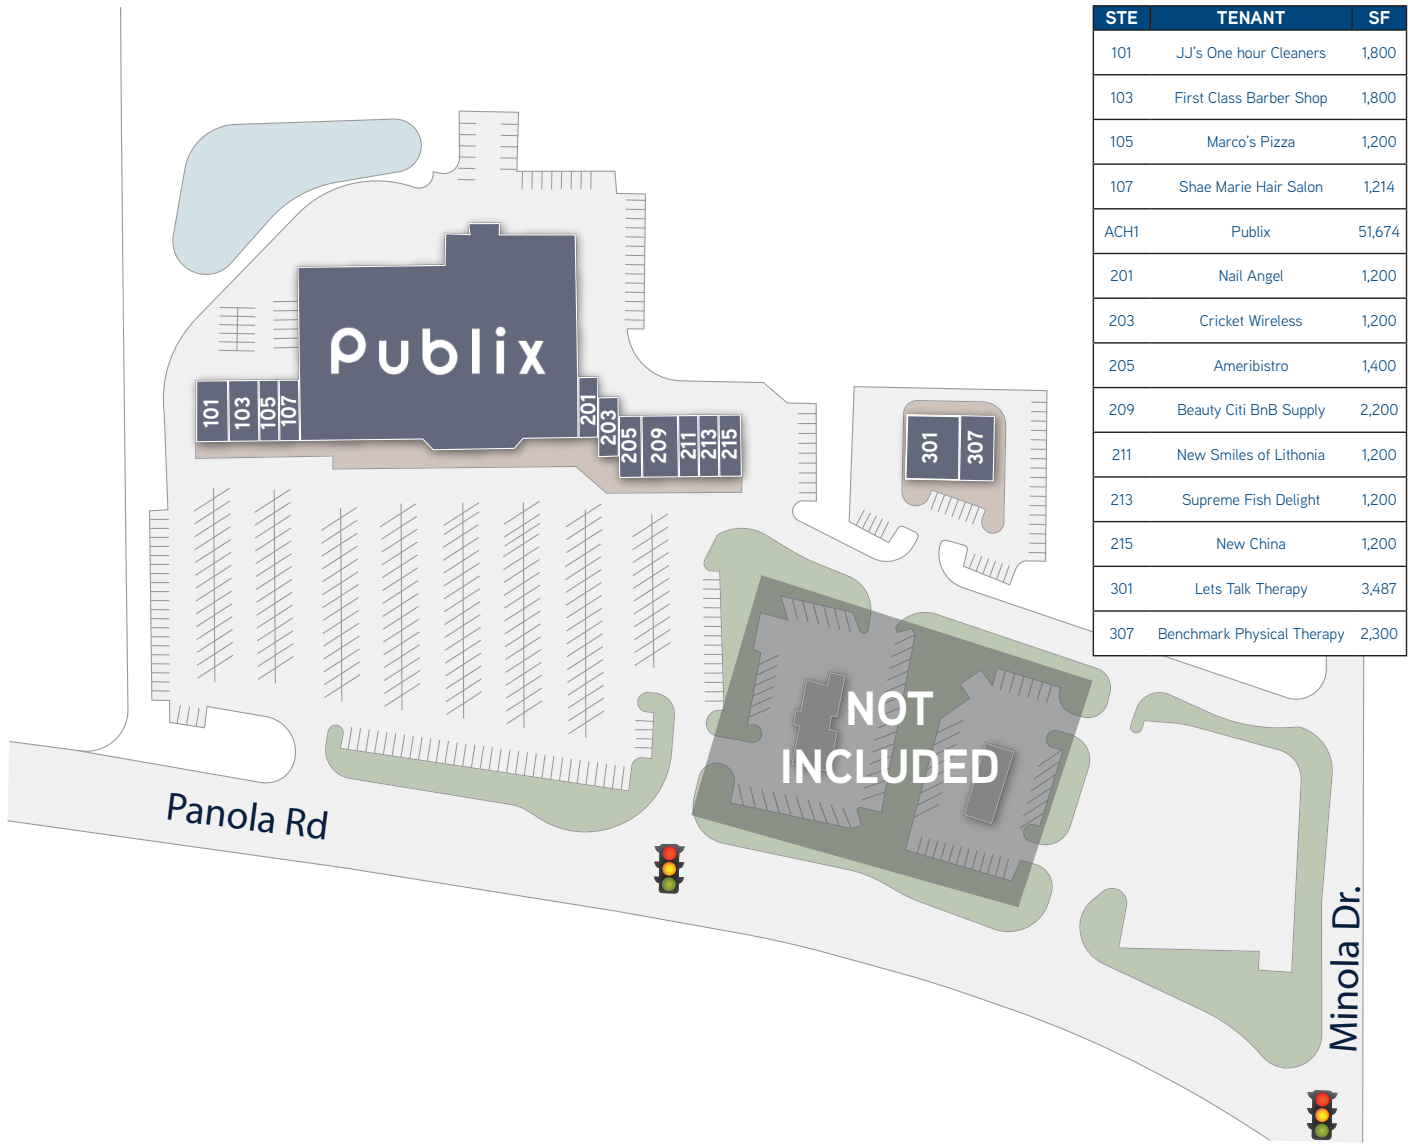 STE TENANT SF
101 JJ's One hour Cleaners 1,800
103 First Class Barber Shop 1,800
105 Marco's Pizza 1,200
107 Shae Marie Hair Salon 1,214
ACH1 Publix 51,674
201 Nail Angel 1,200
203 Cricket Wireless 1,200
205 Ameribistro 1,400
209 Beauty Citi BnB Supply 2,200
211 New Smiles of Lithonia 1,200
213 Supreme Fish Delight 1,200
215 New China 1,200
301 Lets Talk Therapy 3,487
307 Benchmark Physical Therapy 2,300
Publix
101
103
105
107
201
203
205
209
211
213
215
301
307
NOT
INCLUDED
Panola Rd
Minola Dr.